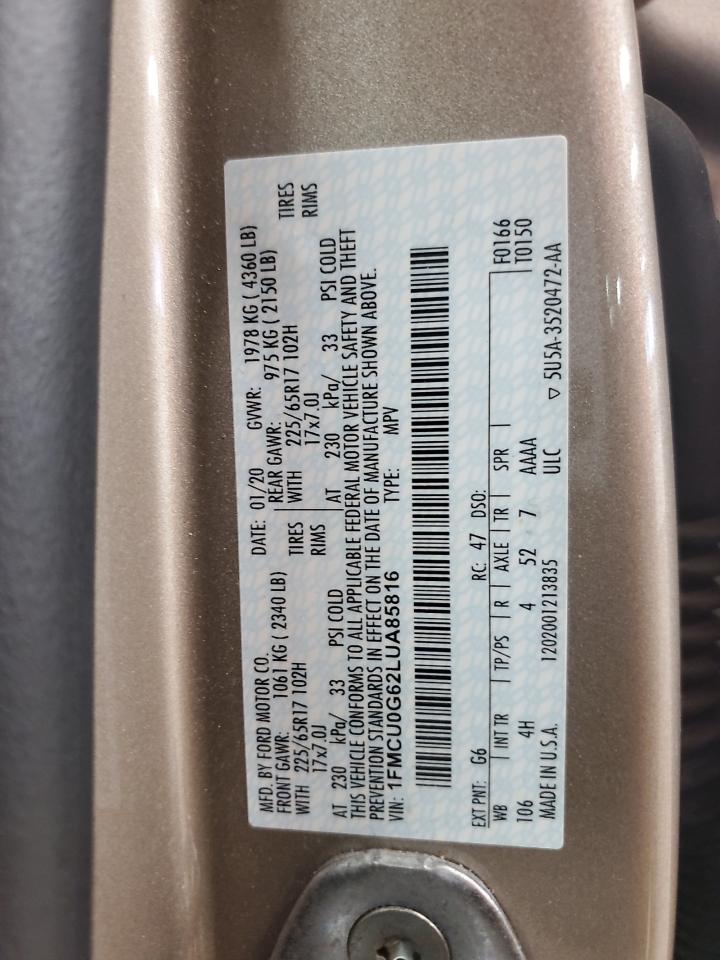 MFD. BY FORD MOTOR CO. DATE: 01/20 GVWR: 1978 KG ( 4360 LB)
FRONT GAWR: 1061 KG ( 2340 LB) REAR GAWR: 975 KG ( 2150 LB)
WITH 225/65R17 102H TIRES WITH 225/65R17 102H TIRES
17x7.0J RIMS 17x7.0J RIMS
AT 230 kPa/ 33 PSI COLD AT 230 kPa/ 33 PSI COLD
THIS VEHICLE CONFORMS TO ALL APPLICABLE FEDERAL MOTOR VEHICLE SAFETY AND THEFT
PREVENTION STANDARDS IN EFFECT ON THE DATE OF MANUFACTURE SHOWN ABOVE.
VIN: 1FMCU0G62LUA85816 TYPE: MPV
EXT PNT: G6 RC: 47 DSO: F0166
WB INT TR TP/PS R AXLE TR SPR T0150
106 4H 4 52 7 AAAA
MADE IN U.S.A. 1202001213835 ULC ▽ 5U5A-3520472-AA